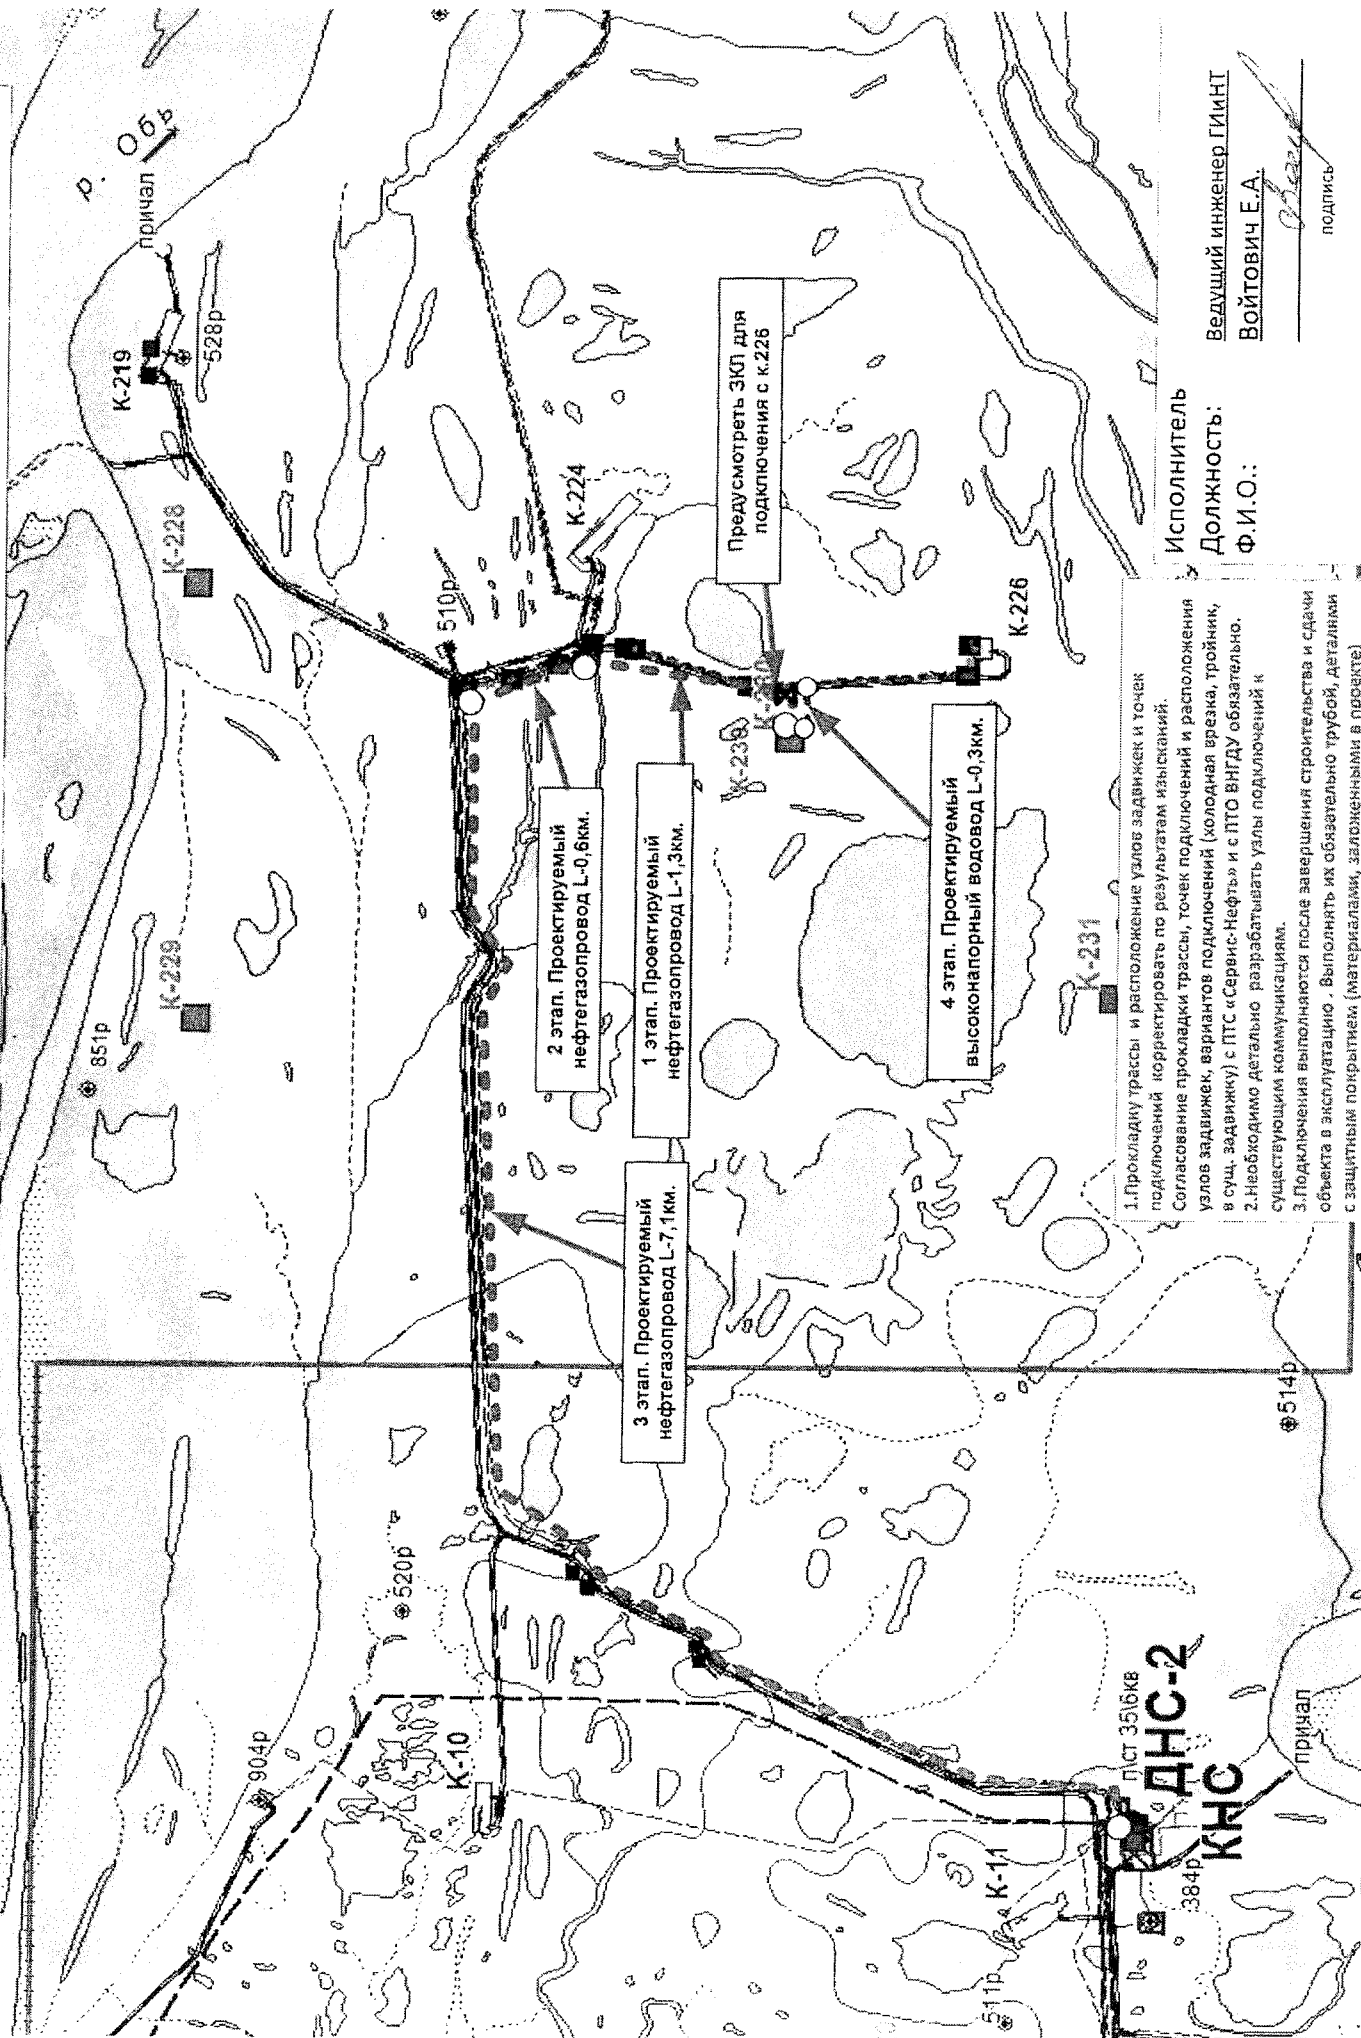 р. Обь
причал
К-219
528р
К-228
К-229
851р
510р
К-224
Предусмотреть ЗКЛ для
подключения с к.226
К-226
К-230
2 этап. Проектируемый
нефтегазопровод L-0,6км.
1 этап. Проектируемый
нефтегазопровод L-1,3км.
3 этап. Проектируемый
нефтегазопровод L-7,1км.
4 этап. Проектируемый
высоконапорный водовод L-0,3км.
К-231
520р
904р
К-10
514р
К-11
511р
384р
п\ст 35\6кв
ДНС-2
КНС
причал
1.Прокладку трассы и расположение узлов задвижек и точек
подключений корректировать по результатам изысканий.
Согласование прокладки трассы, точек подключений и расположения
узлов задвижек, вариантов подключений (холодная врезка, тройник,
в сущ. задвижку) с ПТС «Сервис-Нефть» и с ПТО ВНГДУ обязательно.
2.Необходимо детально разрабатывать узлы подключений к
существующим коммуникациям.
3.Подключения выполняются после завершения строительства и сдачи
объекта в эксплуатацию . Выполнять их обязательно трубой, деталями
с защитным покрытием (материалами, заложенными в проекте)
Исполнитель
Должность: Ведущий инженер ГИиНТ
Ф.И.О.: Войтович Е.А.
подпись